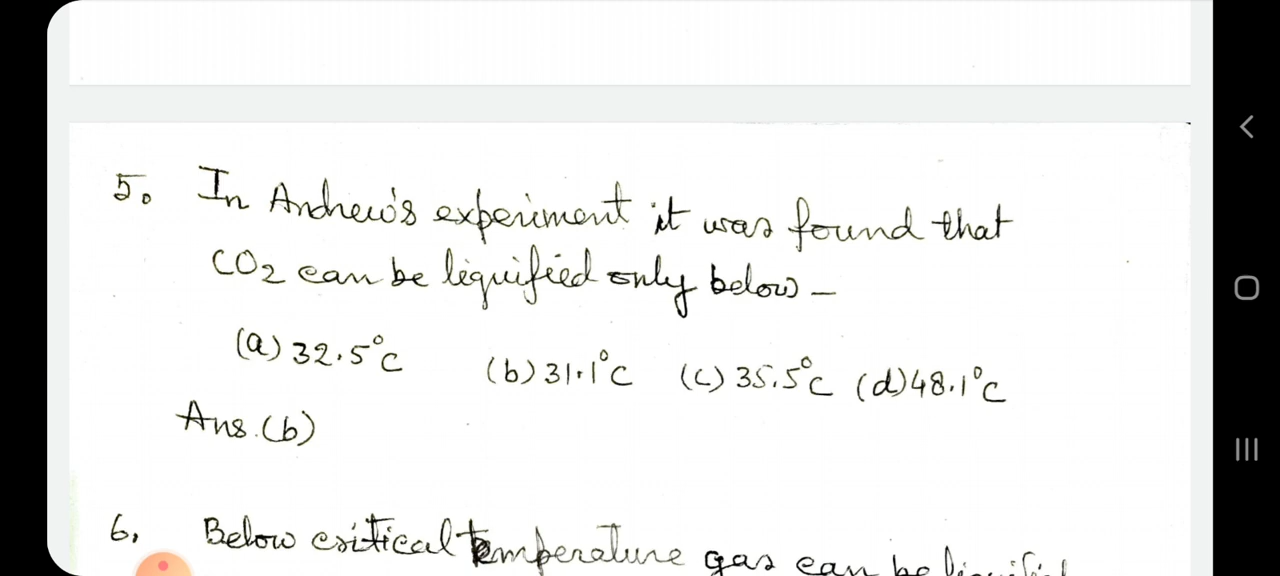 5. In Andrew's experiment it was found that
CO2 can be liquified only below -
(a) 32.5°C (b) 31.1°C (c) 35.5°C (d) 48.1°C
Ans. (b)
6. Below critical temperature gas can be